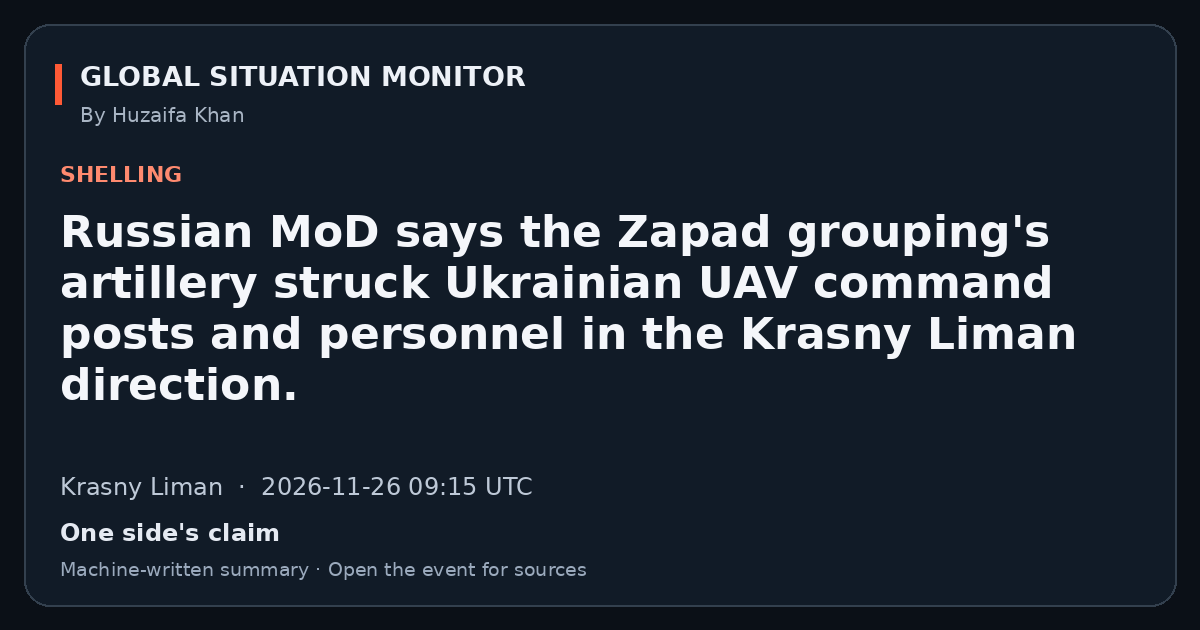 GLOBAL SITUATION MONITOR
By Huzaifa Khan
SHELLING
Russian MoD says the Zapad grouping's
artillery struck Ukrainian UAV command
posts and personnel in the Krasny Liman
direction.
Krasny Liman · 2026-11-26 09:15 UTC
One side's claim
Machine-written summary · Open the event for sources